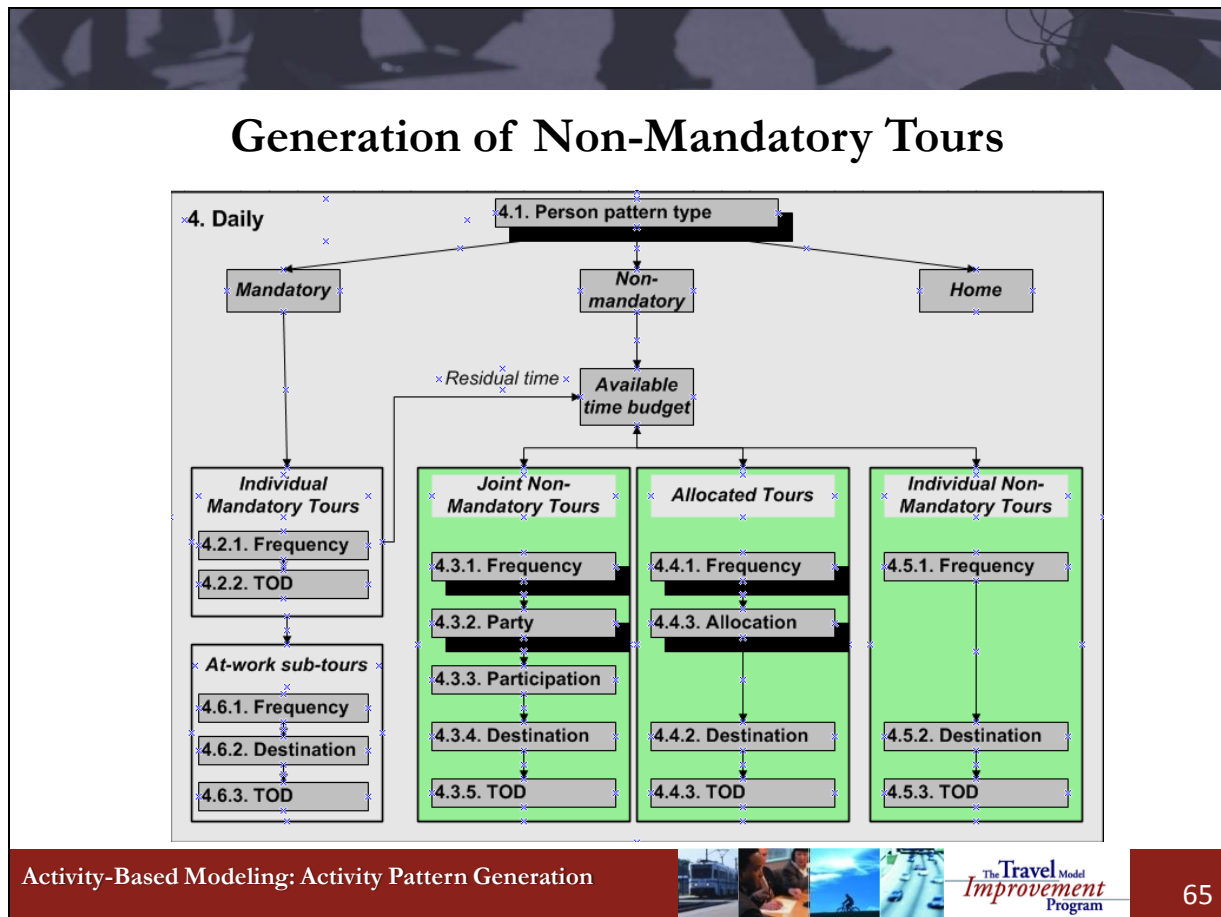 Generation of Non-Mandatory Tours
4. Daily
4.1. Person pattern type
Mandatory
Non-
mandatory
Home
Residual time
Available
time budget
Individual
Mandatory Tours
4.2.1. Frequency
4.2.2. TOD
At-work sub-tours
4.6.1. Frequency
4.6.2. Destination
4.6.3. TOD
Joint Non-
Mandatory Tours
4.3.1. Frequency
4.3.2. Party
4.3.3. Participation
4.3.4. Destination
4.3.5. TOD
Allocated Tours
4.4.1. Frequency
4.4.3. Allocation
4.4.2. Destination
4.4.3. TOD
Individual Non-
Mandatory Tours
4.5.1. Frequency
4.5.2. Destination
4.5.3. TOD
Activity-Based Modeling: Activity Pattern Generation
The Travel Model
Improvement
Program
65